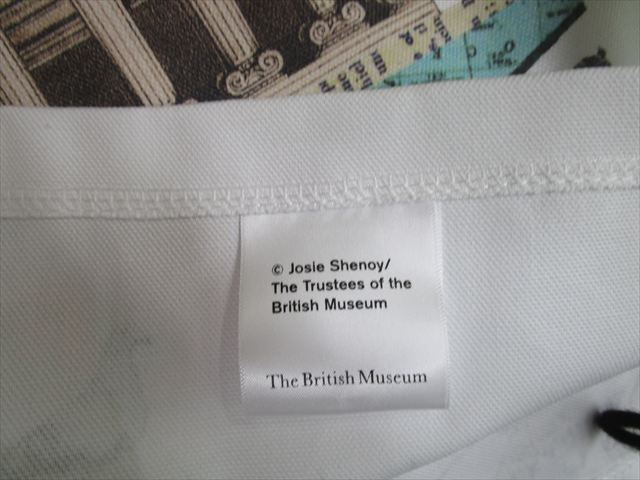 © Josie Shenoy/
The Trustees of the
British Museum
The British Museum